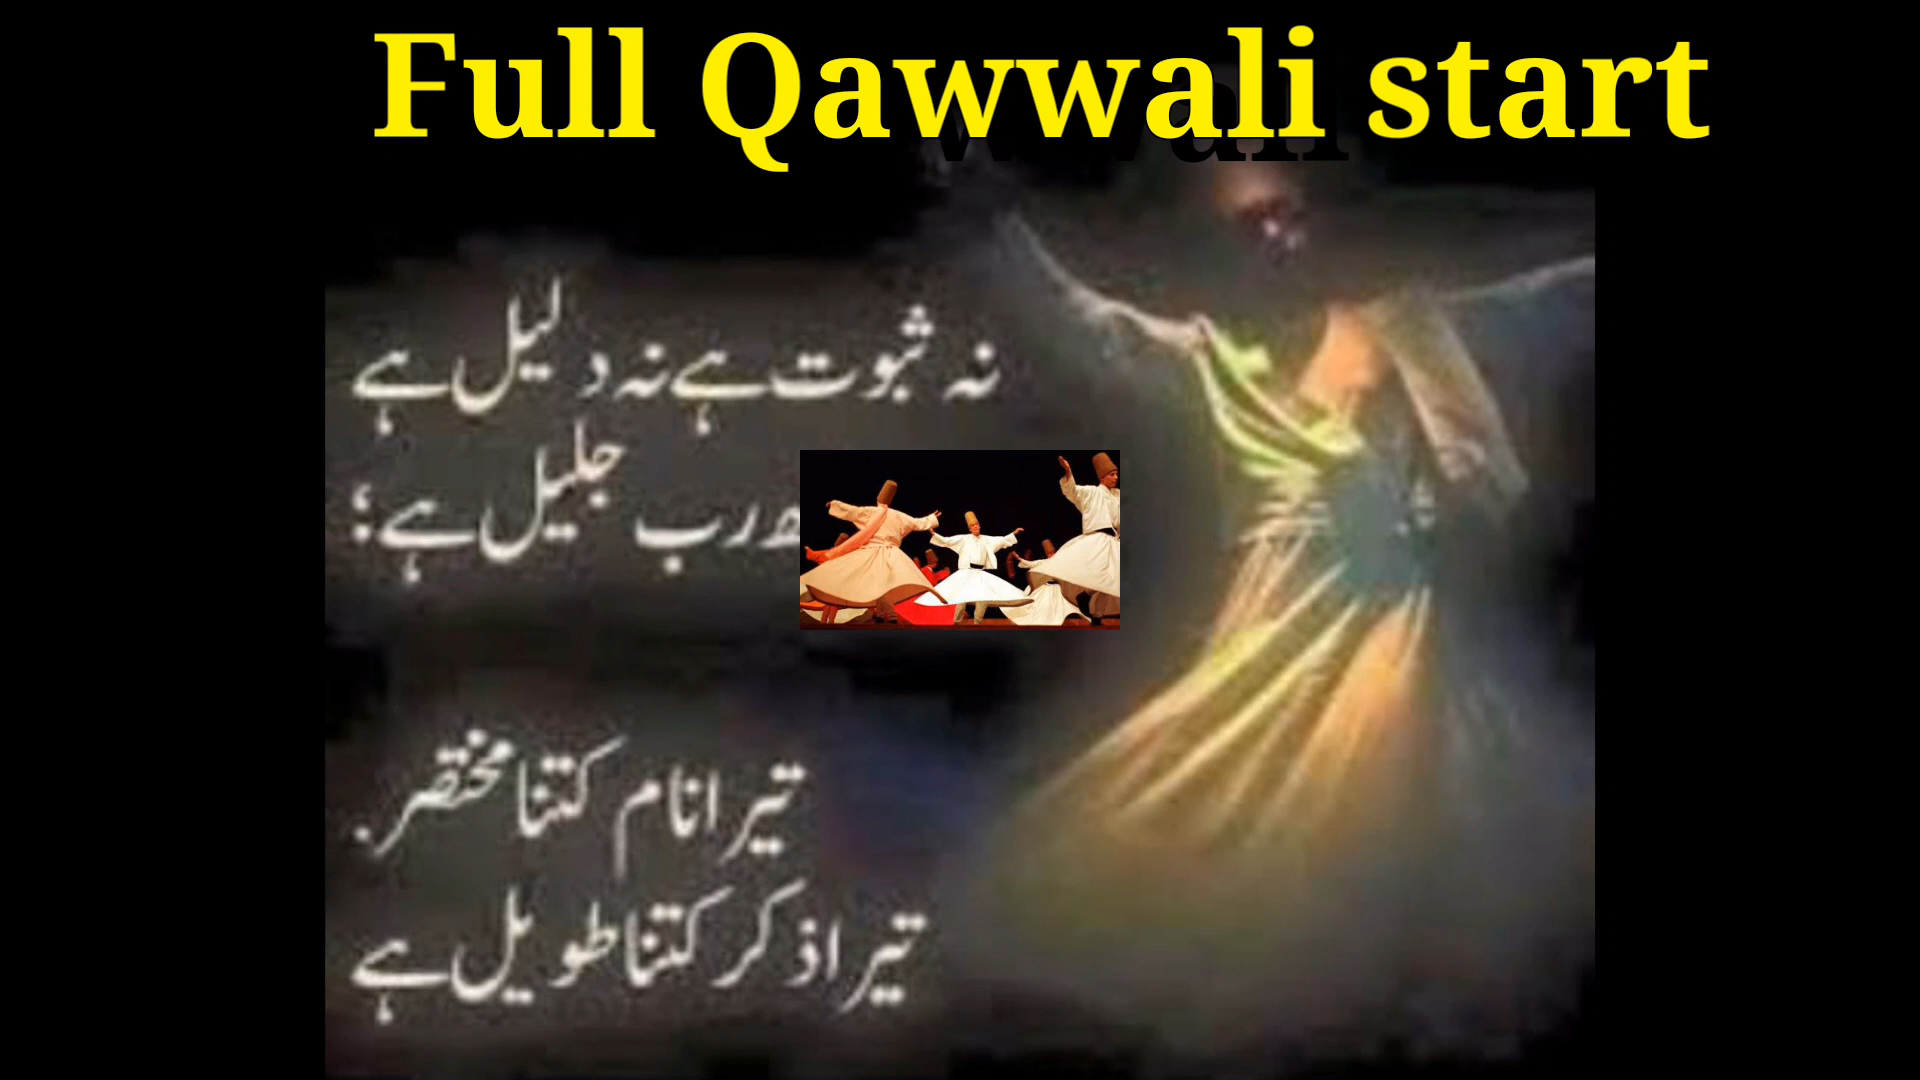 Full Qawwali start
نہ ثبوت ہے نہ دلیل ہے
رب جلیل ہے؛
تیرا نام کتنا مختصر.
تیرا ذکر کتنا طویل ہے